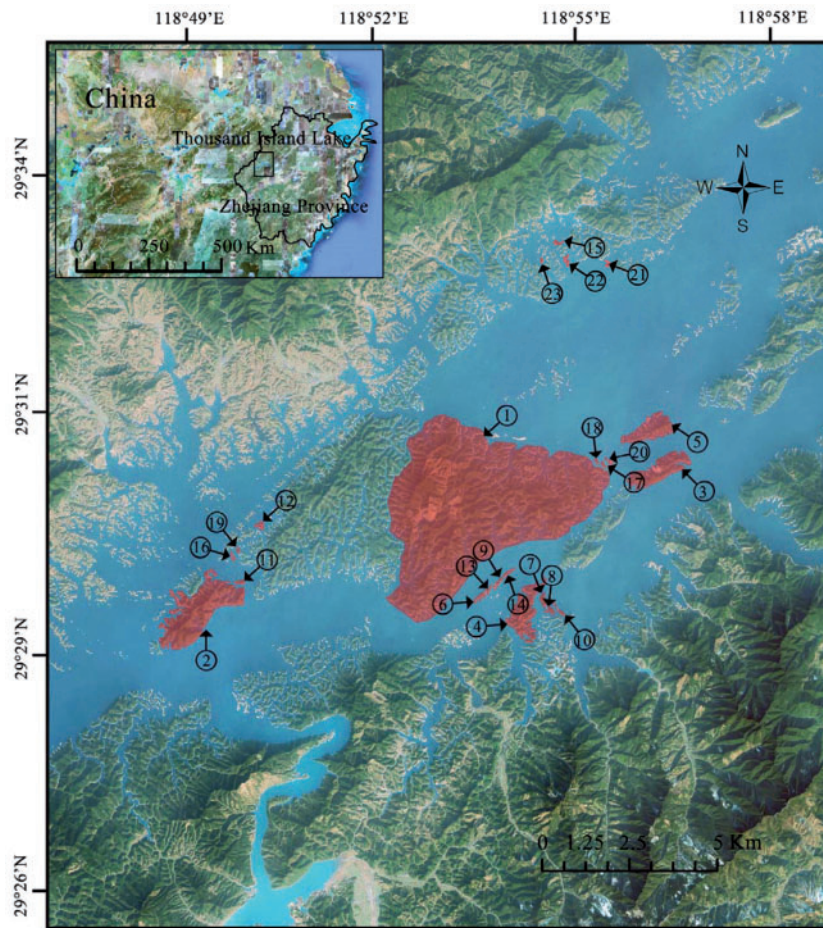 118°49’E 118°52’E 118°55’E 118°58’E
China
Thousand Island Lake
Zhejiang Province
0 250 500 Km
29°34’N
29°31’N
29°29’N
29°26’N
N
W E
S
15
23 22 21
1
18 20 5
17 3
12
19
16 11
9 7
13 8
6 14
4 10
2
0 1.25 2.5 5 Km